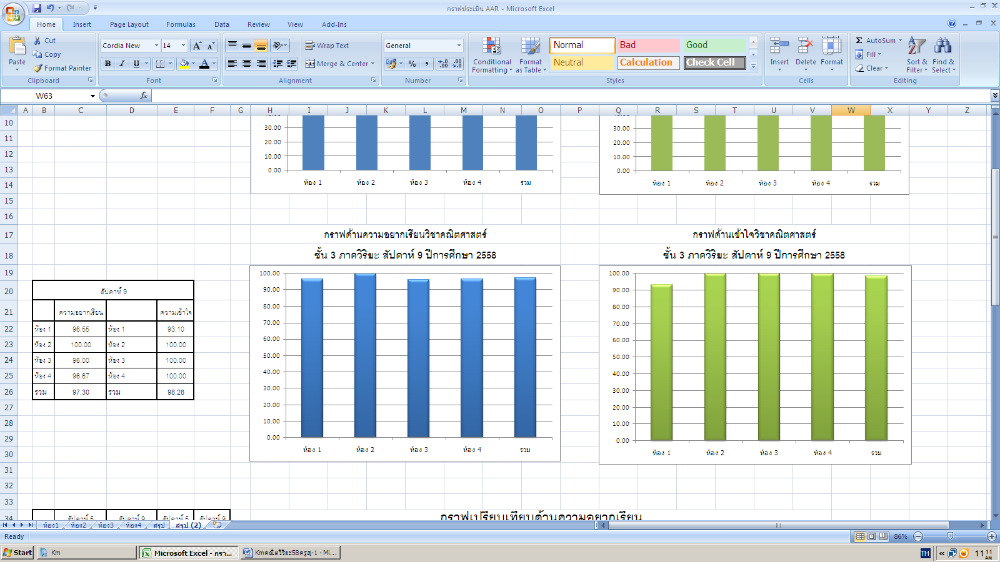 กราฟประเมิน AAR - Microsoft Excel
Home Insert Page Layout Formulas Data Review View Add-Ins
Paste Cut Copy Format Painter
Cordia New 14
B I U
Wrap Text
Merge & Center
General
Conditional Formatting
Format as Table
Normal Bad Good
Neutral Calculation Check Cell
Insert Delete Format
AutoSum Fill Clear
Sort & Filter
Find & Select
Clipboard Font Alignment Number Styles Cells Editing
W63 fx
A B C D E F G H I J K L M N O P Q R S T U V W X Y Z
10
11
12
13
14
15
16
17
18
19
20
21
22
23
24
25
26
27
28
29
30
31
32
33
34
30.00
20.00
10.00
0.00
ห้อง 1 ห้อง 2 ห้อง 3 ห้อง 4 รวม
30.00
20.00
10.00
0.00
ห้อง 1 ห้อง 2 ห้อง 3 ห้อง 4 รวม
กราฟด้านความอยากเรียนวิชาคณิตศาสตร์
ชั้น 3 ภาควิริยะ สัปดาห์ 9 ปีการศึกษา 2558
100.00
90.00
80.00
70.00
60.00
50.00
40.00
30.00
20.00
10.00
0.00
ห้อง 1 ห้อง 2 ห้อง 3 ห้อง 4 รวม
กราฟด้านเข้าใจวิชาคณิตศาสตร์
ชั้น 3 ภาควิริยะ สัปดาห์ 9 ปีการศึกษา 2558
100.00
90.00
80.00
70.00
60.00
50.00
40.00
30.00
20.00
10.00
0.00
ห้อง 1 ห้อง 2 ห้อง 3 ห้อง 4 รวม
สัปดาห์ 9
ความอยากเรียน ความเข้าใจ
ห้อง 1 96.55 ห้อง 1 93.10
ห้อง 2 100.00 ห้อง 2 100.00
ห้อง 3 96.00 ห้อง 3 100.00
ห้อง 4 96.67 ห้อง 4 100.00
รวม 97.30 รวม 98.28
สัปดาห์ 5 สัปดาห์ 9 สัปดาห์ 5 สัปดาห์ 9
กราฟเปรียบเทียบด้านความอยากเรียน
ห้อง1 ห้อง2 ห้อง3 ห้อง4 สรุป สรุป (2)
Ready 86%
Start Km Microsoft Excel - กรา... Kmคณิตวิริยะ58ครูสุ-1 - Mi... TH 11:11 AM